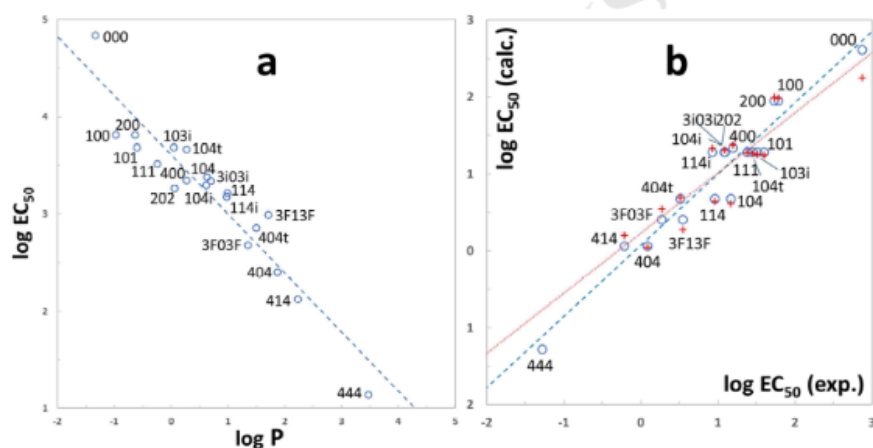 a
log EC50
5
4
3
2
1
000
100
200
101
103i
104t
111
400
104
3i03i
202
104i
114
114i
3F13F
404t
3F03F
404
414
444
-2 -1 0 1 2 3 4 5
log P
b
log EC50 (calc.)
3
2
1
0
1
2
000
100
200
3i03i 202
104i
400
101
114i
111
104t
103i
404t
3F03F
114
104
414
404
3F13F
444
log EC50 (exp.)
-2 -1 0 1 2 3